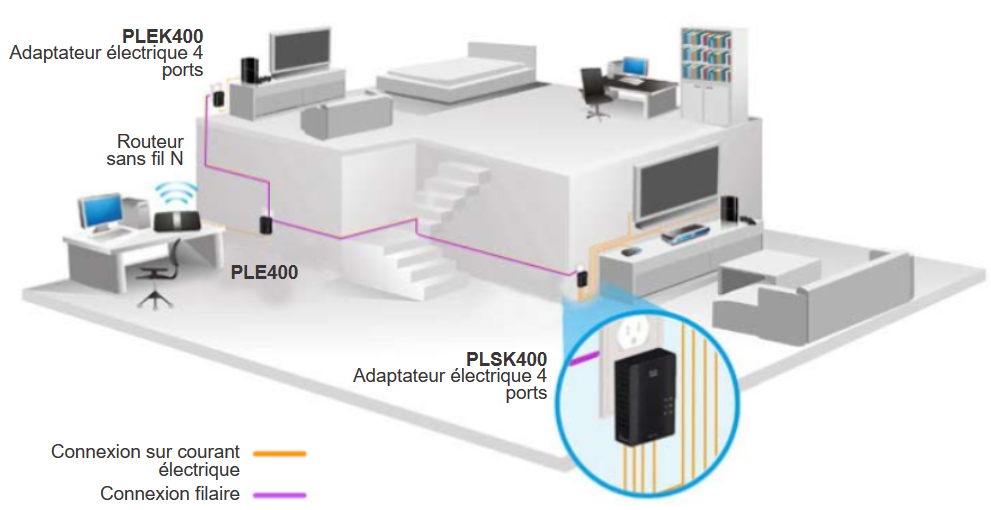 PLEK400
Adaptateur électrique 4
ports
Routeur
sans fil N
PLE400
PLSK400
Adaptateur électrique 4
ports
Connexion sur courant
électrique
Connexion filaire